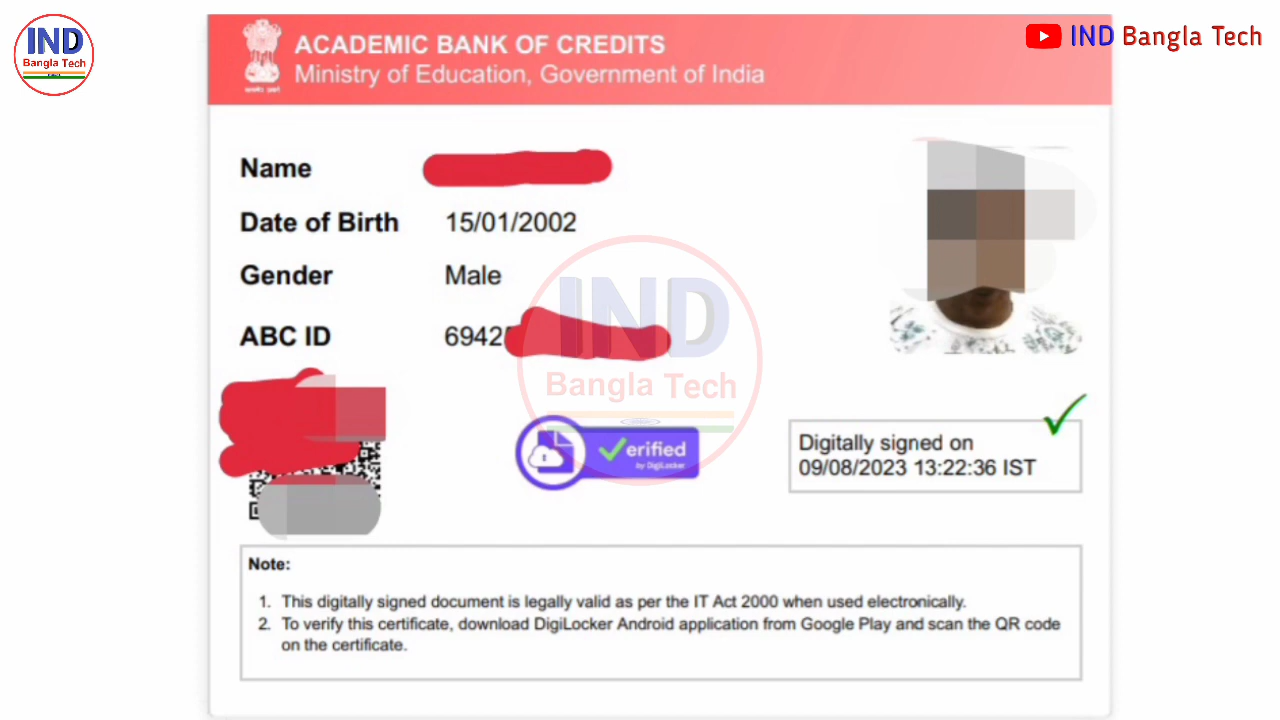 IND
Bangla Tech
IND Bangla Tech
ACADEMIC BANK OF CREDITS
Ministry of Education, Government of India
Name
Date of Birth 15/01/2002
Gender Male
ABC ID 6942
IND
Bangla Tech
erified
by DigiLocker
Digitally signed on
09/08/2023 13:22:36 IST
Note:
1. This digitally signed document is legally valid as per the IT Act 2000 when used electronically.
2. To verify this certificate, download DigiLocker Android application from Google Play and scan the QR code
on the certificate.